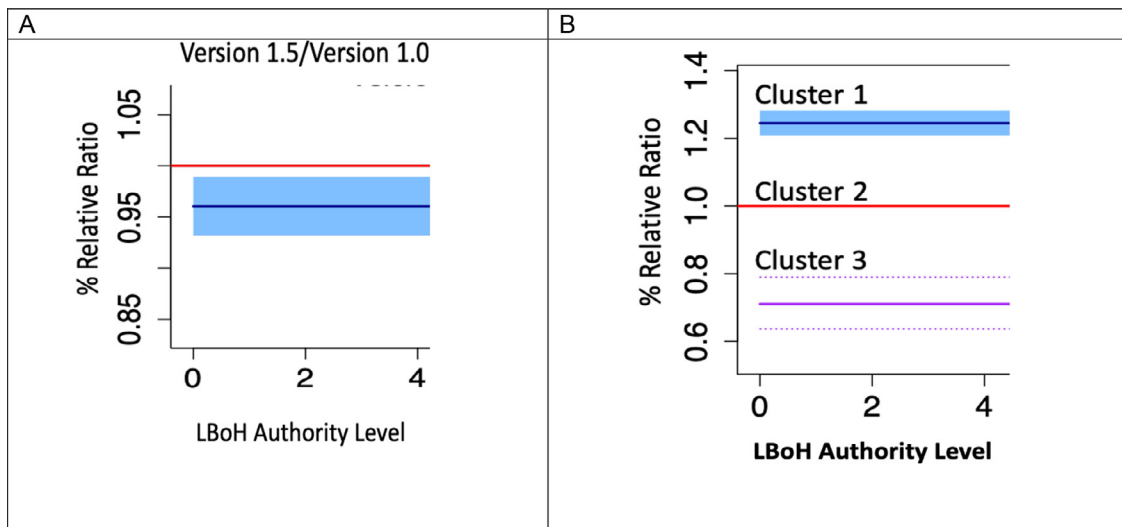 A
Version 1.5/Version 1.0
% Relative Ratio
1.05
0.95
0.85
0 2 4
LBoH Authority Level
B
% Relative Ratio
1.4
1.2
1.0
0.8
0.6
Cluster 1
Cluster 2
Cluster 3
0 2 4
LBoH Authority Level